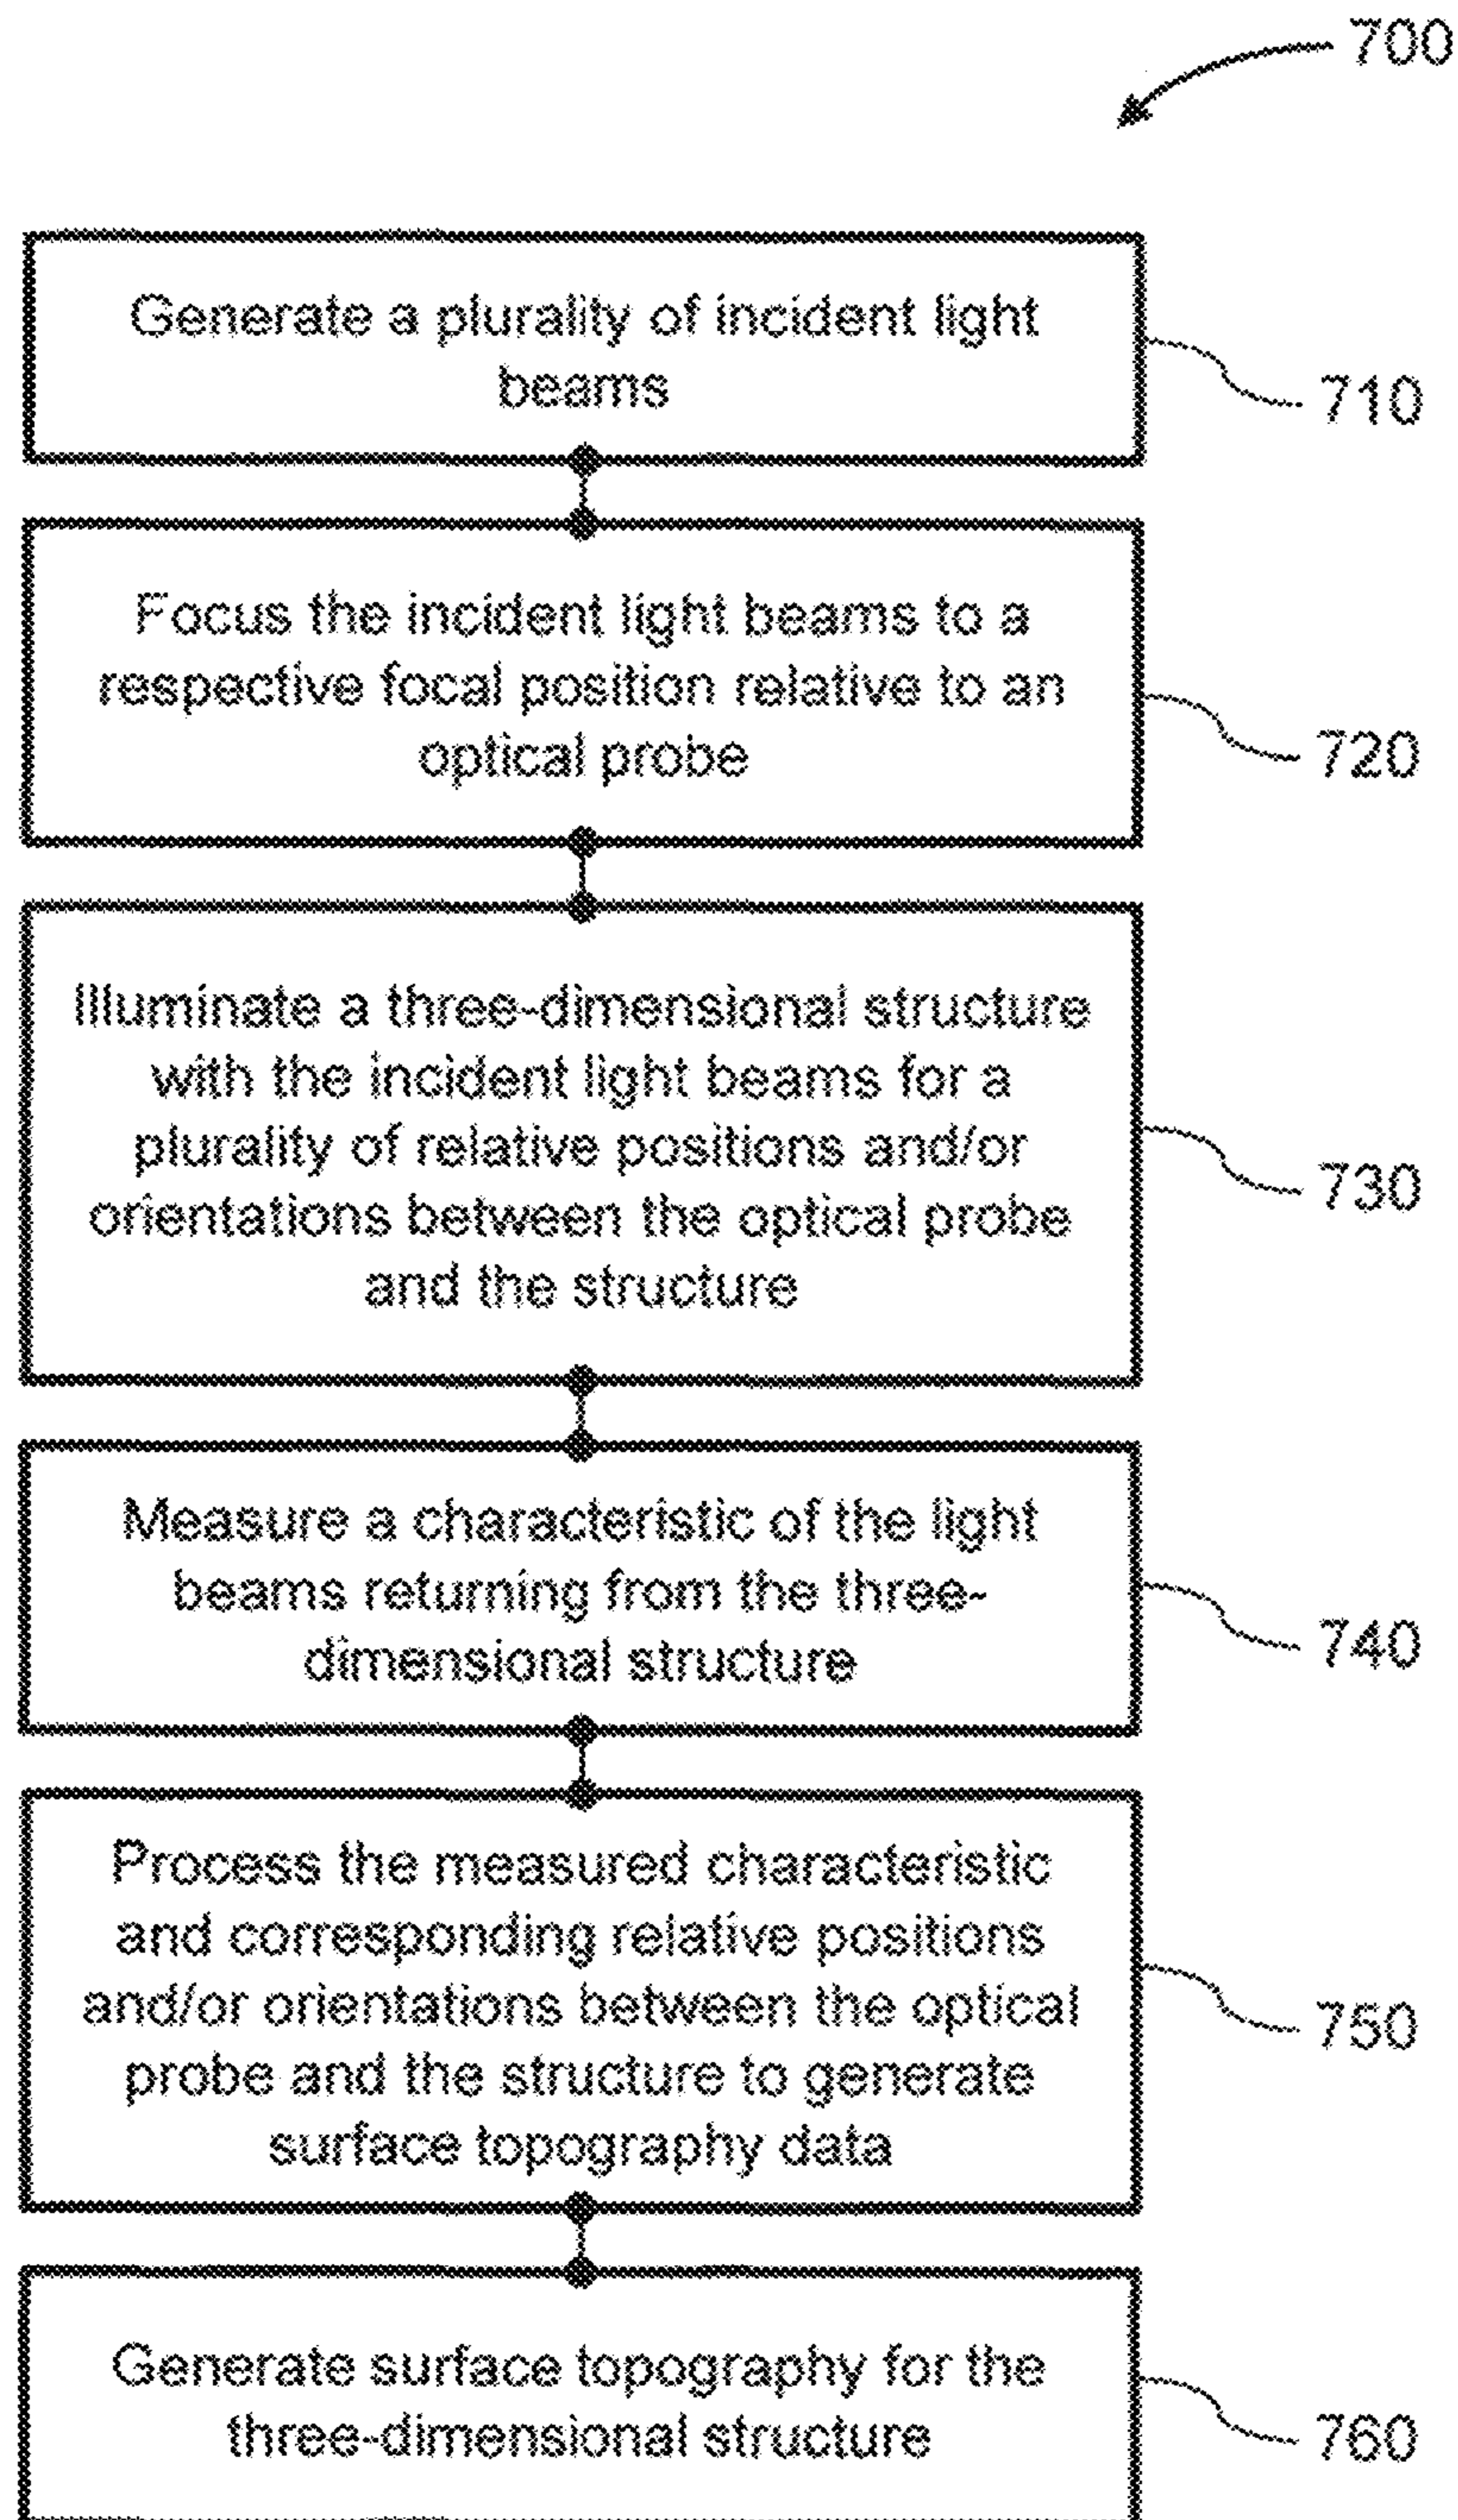 700
Generate a plurality of incident light
beams
710
Focus the incident light beams to a
respective focal position relative to an
optical probe
720
Illuminate a three-dimensional structure
with the incident light beams for a
plurality of relative positions and/or
orientations between the optical probe
and the structure
730
Measure a characteristic of the light
beams returning from the three-
dimensional structure
740
Process the measured characteristic
and corresponding relative positions
and/or orientations between the optical
probe and the structure to generate
surface topography data
750
Generate surface topography for the
three-dimensional structure
760